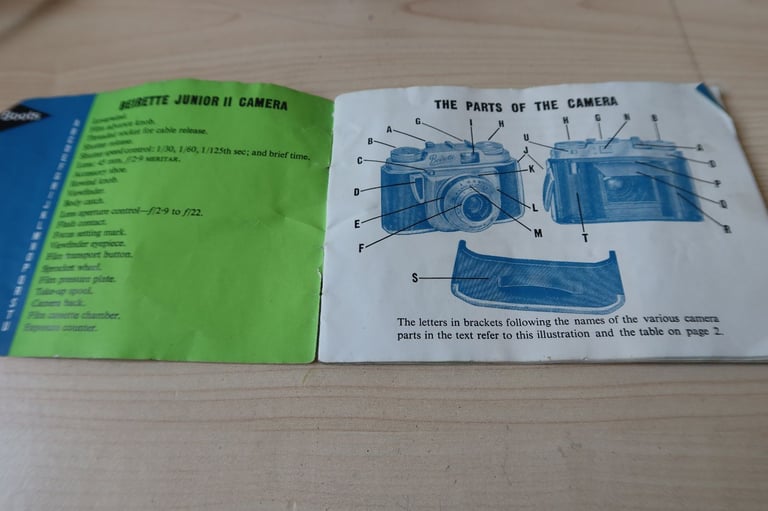 Boots
BEIRETTE JUNIOR II CAMERA
Film advance knob.
Threaded socket for cable release.
Shutter release.
Shutter speed control: 1/30, 1/60, 1/125th sec; and brief time.
Lens: 45 mm. f/2·9 MERITAR.
Accessory shoe.
Rewind knob.
Viewfinder.
Body catch.
Lens aperture control—f/2·9 to f/22.
Flash contact.
Focus setting mark.
Viewfinder eyepiece.
Film transport button.
Sprocket wheel.
Film pressure plate.
Take-up spool.
Camera back.
Film cassette chamber.
Exposure counter.
A B C D E F G H I J K L M N O P Q R S T U
THE PARTS OF THE CAMERA
G I H
A
B
C
D
E
F
J
K
L
M
H G N B
U
A
O
P
Q
R
T
S
The letters in brackets following the names of the various camera
parts in the text refer to this illustration and the table on page 2.